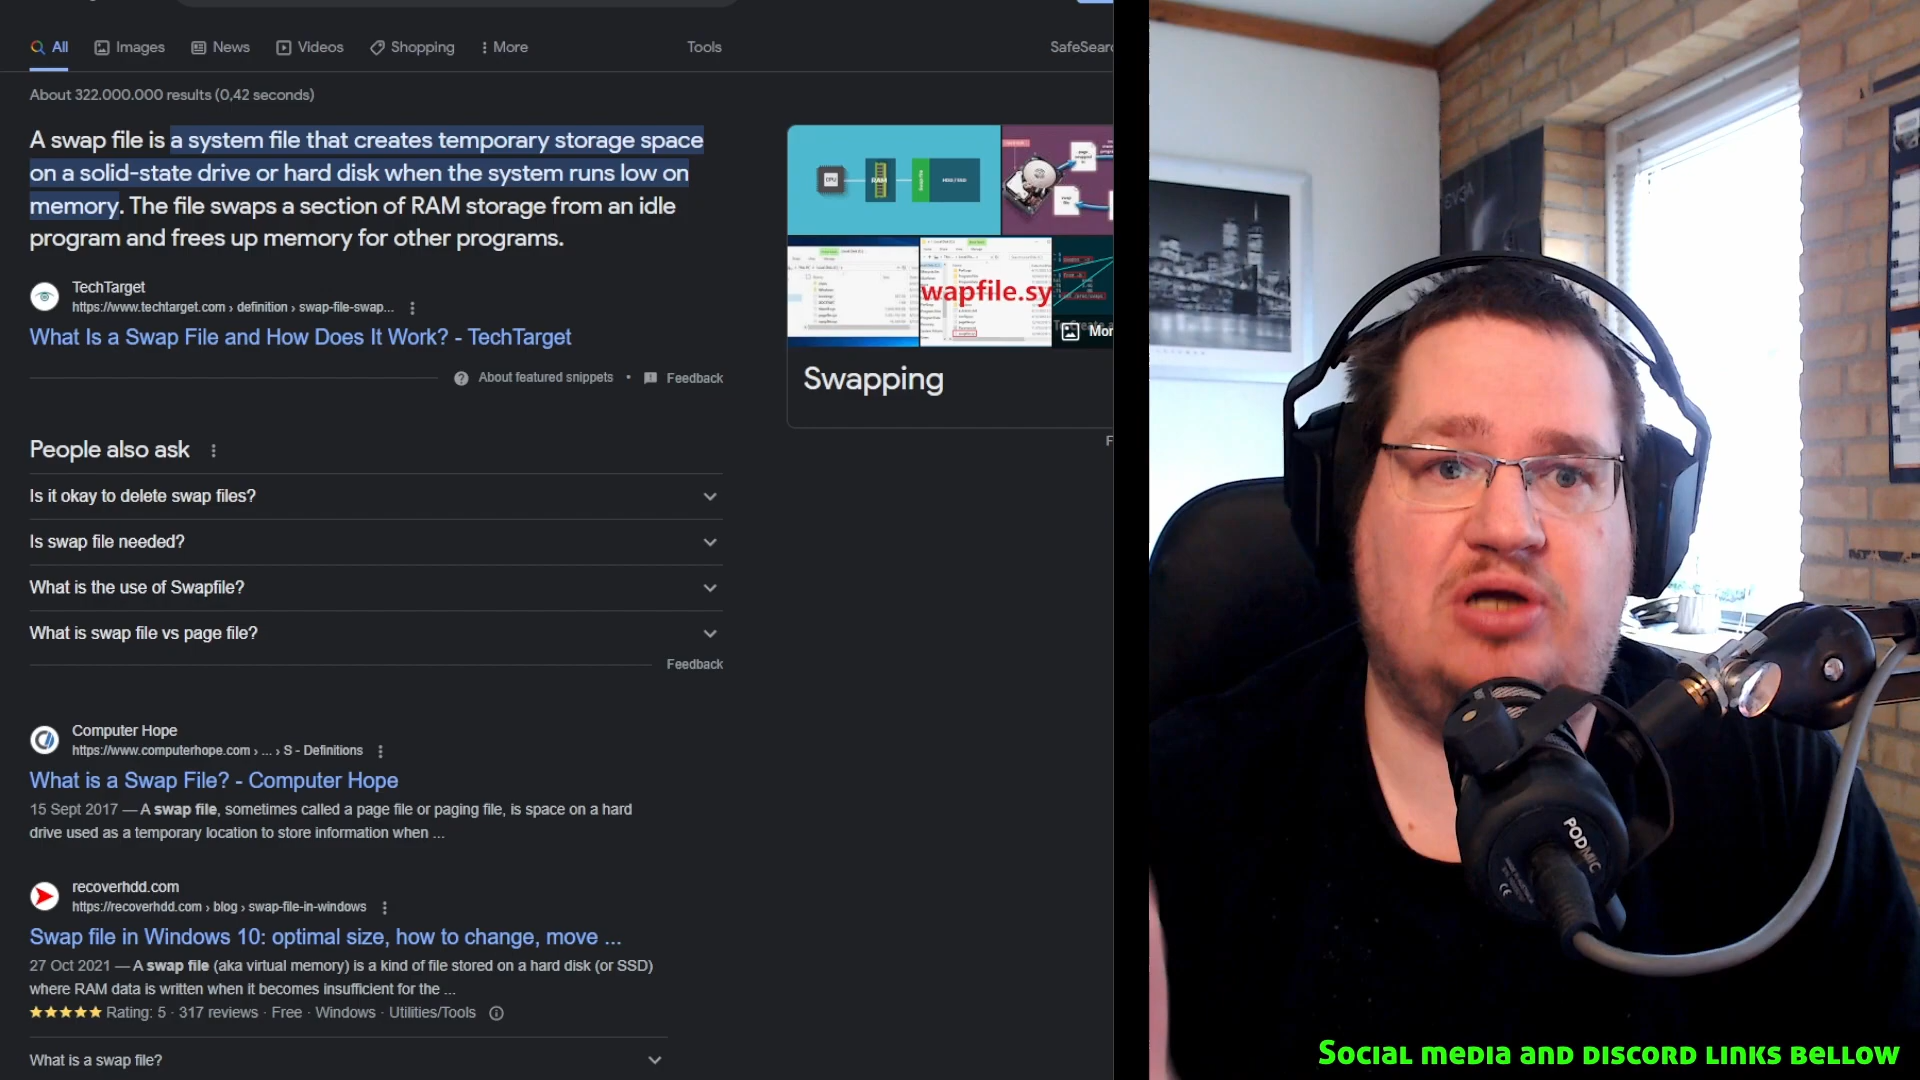 All
Images
News
Videos
Shopping
More
Tools
SafeSearc
About 322.000.000 results (0,42 seconds)
A swap file is a system file that creates temporary storage space
on a solid-state drive or hard disk when the system runs low on
memory. The file swaps a section of RAM storage from an idle
program and frees up memory for other programs.
TechTarget
https://www.techtarget.com › definition › swap-file-swap...
What Is a Swap File and How Does It Work? - TechTarget
About featured snippets • Feedback
CPU
RAM
HDD/SSD
wapfile.sy
Mor
Swapping
F
People also ask
Is it okay to delete swap files?
Is swap file needed?
What is the use of Swapfile?
What is swap file vs page file?
Feedback
Computer Hope
https://www.computerhope.com › ... › S - Definitions
What is a Swap File? - Computer Hope
15 Sept 2017 — A swap file, sometimes called a page file or paging file, is space on a hard
drive used as a temporary location to store information when ...
recoverhdd.com
https://recoverhdd.com › blog › swap-file-in-windows
Swap file in Windows 10: optimal size, how to change, move ...
27 Oct 2021 — A swap file (aka virtual memory) is a kind of file stored on a hard disk (or SSD)
where RAM data is written when it becomes insufficient for the ...
Rating: 5 · 317 reviews · Free · Windows · Utilities/Tools
What is a swap file?
EVGA
PODMIC
Social media and discord links bellow